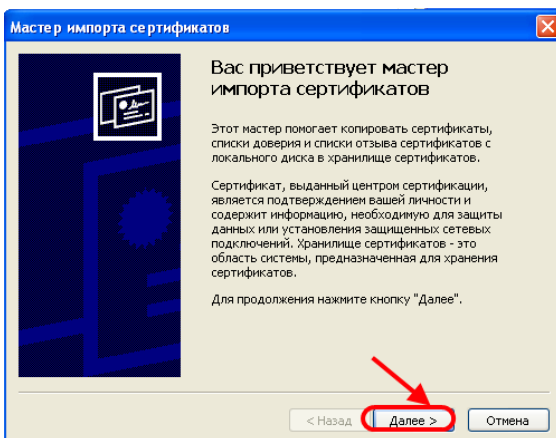 Мастер импорта сертификатов
Вас приветствует мастер
импорта сертификатов
Этот мастер помогает копировать сертификаты,
списки доверия и списки отзыва сертификатов с
локального диска в хранилище сертификатов.
Сертификат, выданный центром сертификации,
является подтверждением вашей личности и
содержит информацию, необходимую для защиты
данных или установления защищенных сетевых
подключений. Хранилище сертификатов - это
область системы, предназначенная для хранения
сертификатов.
Для продолжения нажмите кнопку "Далее".
< Назад Далее > Отмена